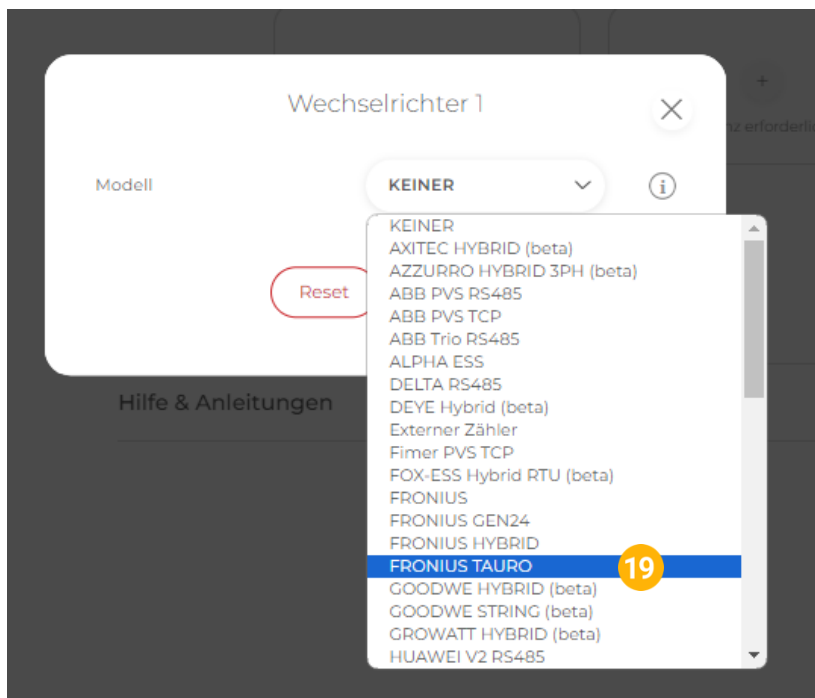 Wechselrichter 1
+
nz erforderli
Modell
KEINER
i
KEINER
AXITEC HYBRID (beta)
AZZURRO HYBRID 3PH (beta)
ABB PVS RS485
ABB PVS TCP
ABB Trio RS485
ALPHA ESS
DELTA RS485
DEYE Hybrid (beta)
Externer Zähler
Fimer PVS TCP
FOX-ESS Hybrid RTU (beta)
FRONIUS
FRONIUS GEN24
FRONIUS HYBRID
FRONIUS TAURO 19
GOODWE HYBRID (beta)
GOODWE STRING (beta)
GROWATT HYBRID (beta)
HUAWEI V2 RS485
Reset
Hilfe & Anleitungen